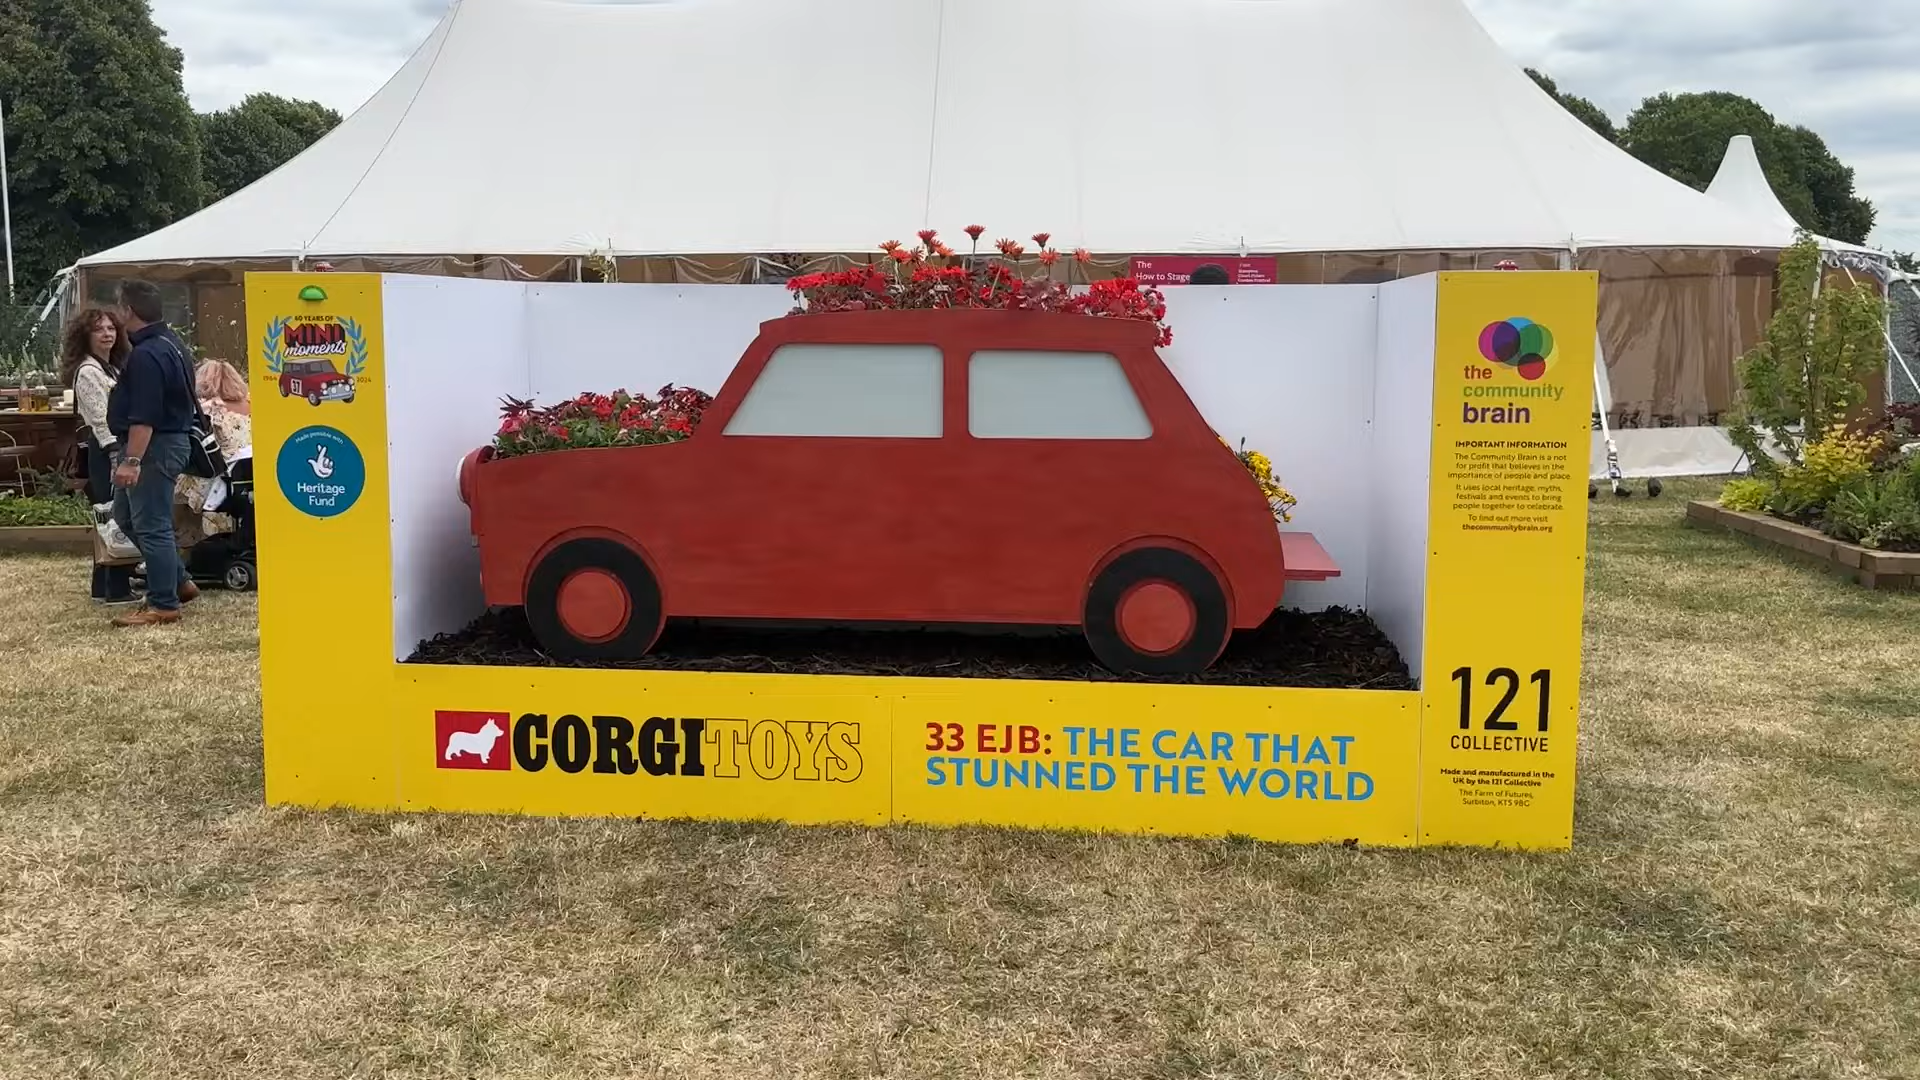 60 YEARS OF
MINI
moments
1964
37
2024
Made possible with
Heritage
Fund
The
How to Stage
the
community
brain
IMPORTANT INFORMATION
The Community Brain is a not
for profit that believes in the
importance of people and place.
It uses local heritage, myths,
festivals and events to bring
people together to celebrate.
To find out more visit
thecommunitybrain.org
CORGITOYS
33 EJB: THE CAR THAT
STUNNED THE WORLD
121
COLLECTIVE
Made and manufactured in the
UK by the 121 Collective
The Farm of Futures,
Surbiton, KT5 9BG